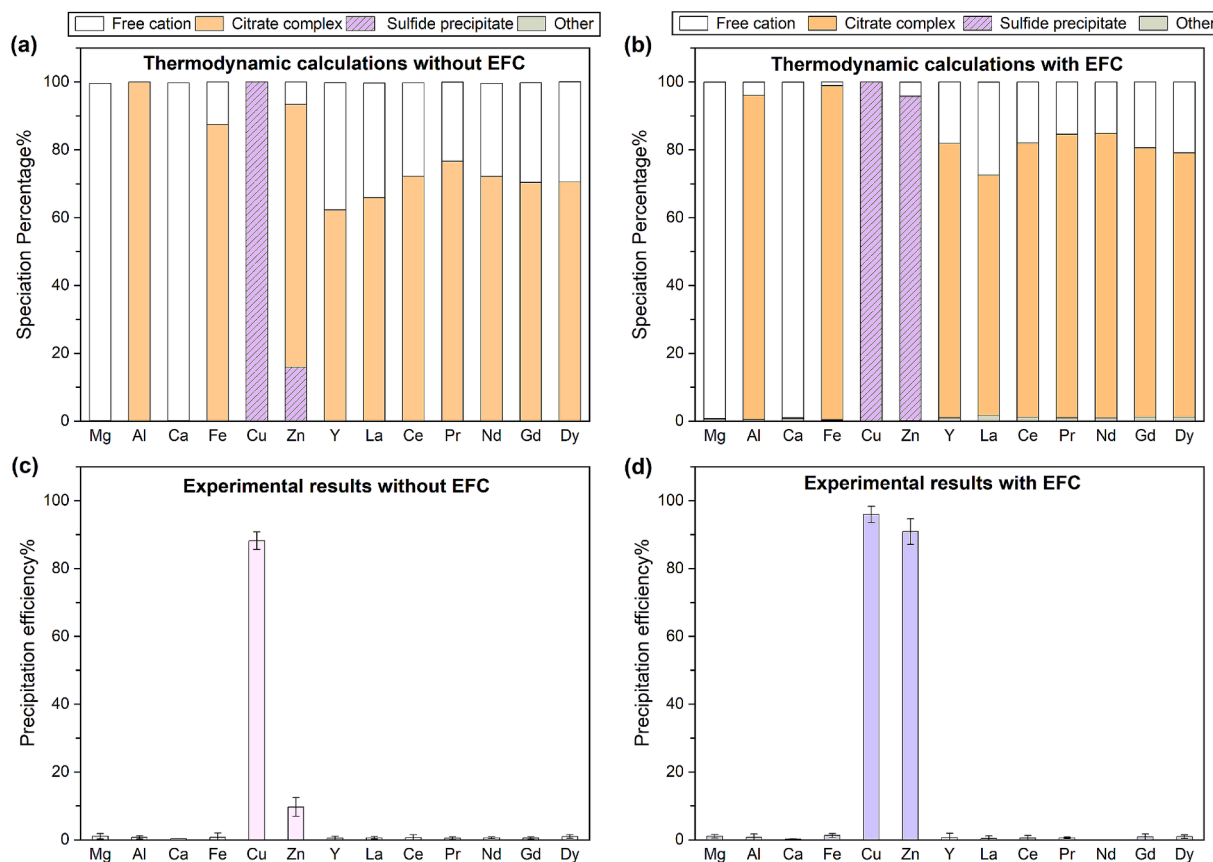 Free cation Citrate complex Sulfide precipitate Other
(a)
Thermodynamic calculations without EFC
Speciation Percentage%
100
80
60
40
20
0
Mg Al Ca Fe Cu Zn Y La Ce Pr Nd Gd Dy
Free cation Citrate complex Sulfide precipitate Other
(b)
Thermodynamic calculations with EFC
Speciation Percentage%
100
80
60
40
20
0
Mg Al Ca Fe Cu Zn Y La Ce Pr Nd Gd Dy
(c)
Experimental results without EFC
Precipitation efficiency%
100
80
60
40
20
0
Mg Al Ca Fe Cu Zn Y La Ce Pr Nd Gd Dy
(d)
Experimental results with EFC
Precipitation efficiency%
100
80
60
40
20
0
Mg Al Ca Fe Cu Zn Y La Ce Pr Nd Gd Dy